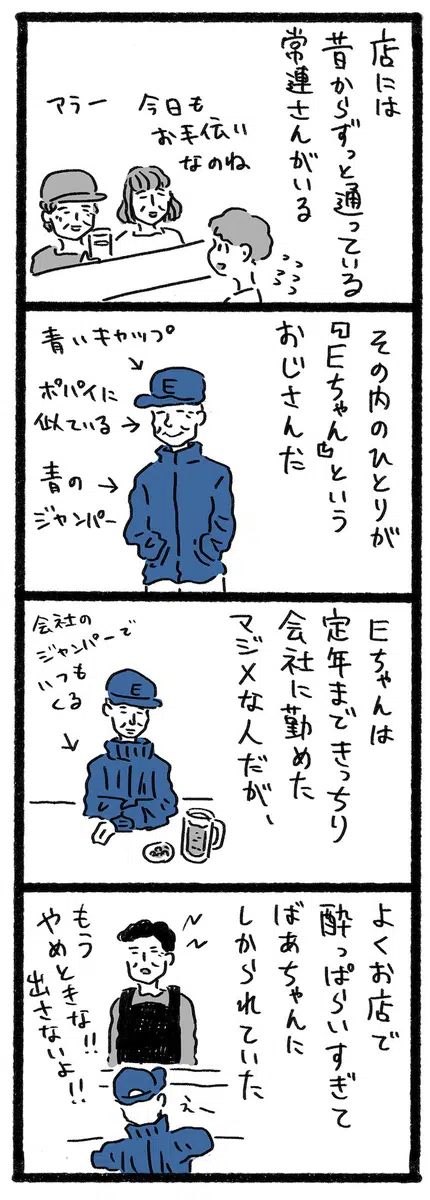 店には
昔からずっと通っている
常連さんがいる
今日も
お手伝い
なのね
アラー
その内のひとりが
『Eちゃん』という
おじさんだ
青いキャップ
ポパイに
似ている
青の
ジャンパー
E
Eちゃんは
定年まできっちり
会社に勤めた
マジメな人だが、
会社の
ジャンパーで
いつも
くる
E
よくお店で
酔っぱらいすぎて
ばあちゃんに
しかられていた
もう
やめときな!!
出さないよ!!
えー